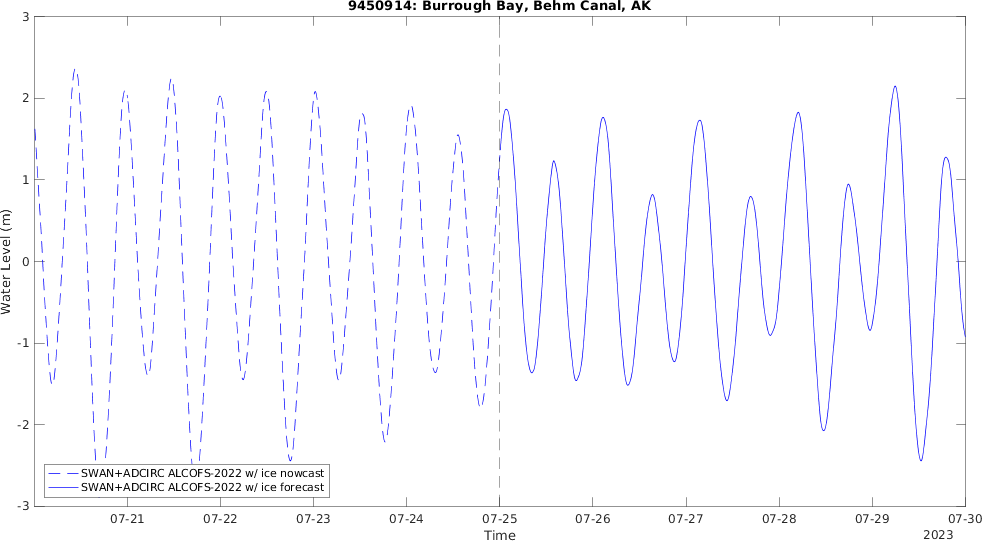 9450914: Burrough Bay, Behm Canal, AK
3
2
1
0
-1
-2
-3
Water Level (m)
SWAN+ADCIRC ALCOFS-2022 w/ ice nowcast
SWAN+ADCIRC ALCOFS-2022 w/ ice forecast
07-21 07-22 07-23 07-24 07-25 07-26 07-27 07-28 07-29 07-30
Time
2023